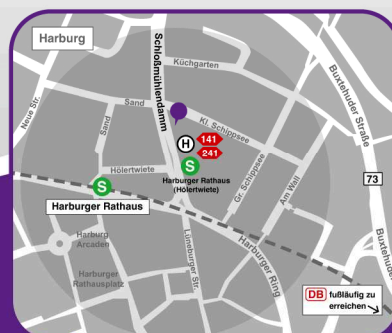 Harburg
Schloßmühlendamm
Küchgarten
Buxtehuder Straße
Neue Str.
Sand
Sand
Kl. Schippsee
H
141
241
S
Harburger Rathaus
(Hölertwiete)
Hölertwiete
Gr. Schippsee
Am Wall
73
S
Harburger Rathaus
Harburg
Arcaden
Lüneburger Str.
Harburger Ring
Harburger
Rathausplatz
DB fußläufig zu
erreichen